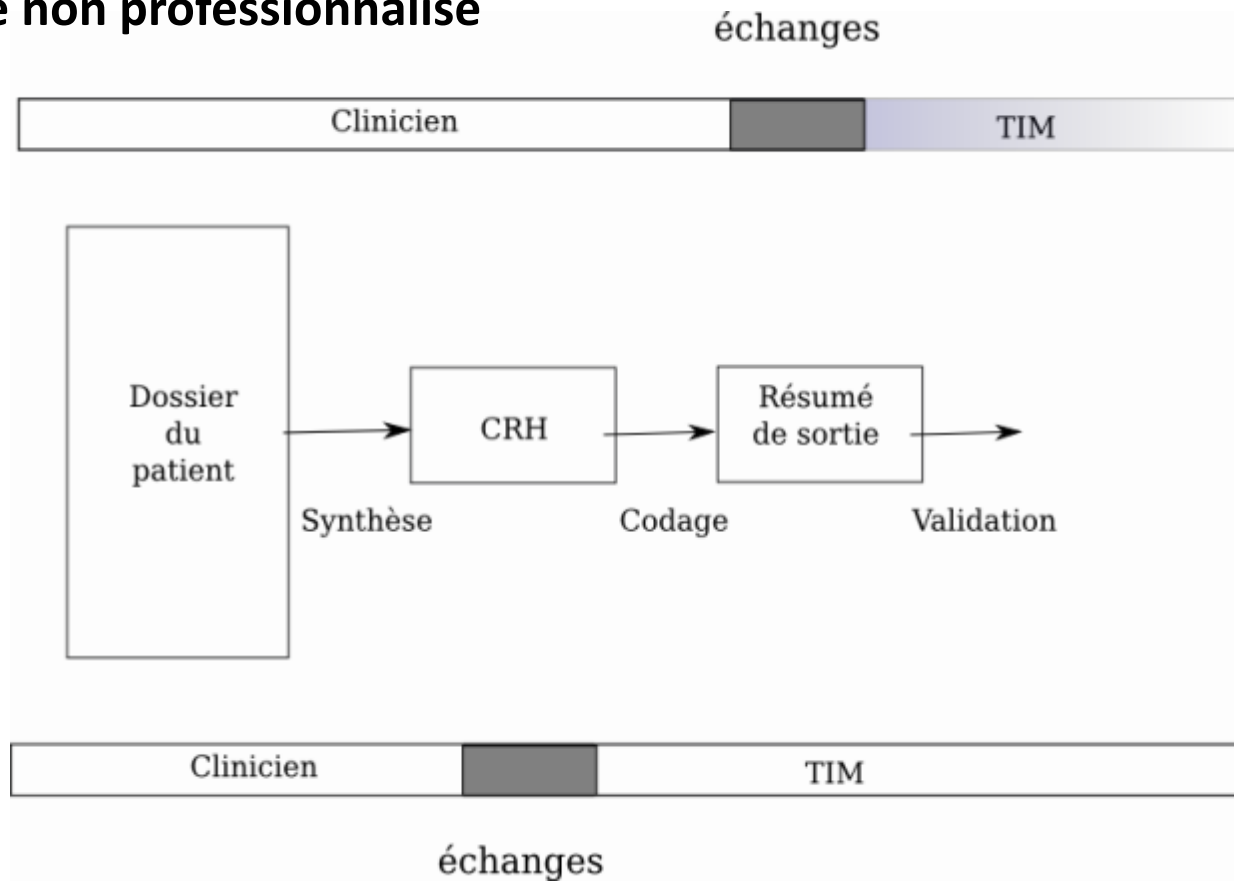 non professionnalisé
échanges
Clinicien
TIM
Dossier
du
patient
CRH
Résumé
de sortie
Synthèse
Codage
Validation
Clinicien
TIM
échanges